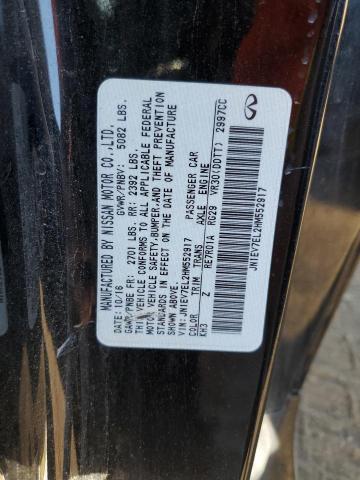 MANUFACTURED BY NISSAN MOTOR CO.,LTD.
DATE: 10/16 GVWR/PNBV: 5082 LBS.
GAWR/PNBE FR: 2701 LBS. RR: 2392 LBS.
THIS VEHICLE CONFORMS TO ALL APPLICABLE FEDERAL
MOTOR VEHICLE SAFETY,BUMPER,AND THEFT PREVENTION
STANDARDS IN EFFECT ON THE DATE OF MANUFACTURE
SHOWN ABOVE.
VIN: JN1EV7EL2HM552917 PASSENGER CAR
COLOR TRIM TRANS AXLE ENGINE
KH3 Z RE7R01A RG29 VR30(DDTT) 2997CC
JN1EV7EL2HM552917